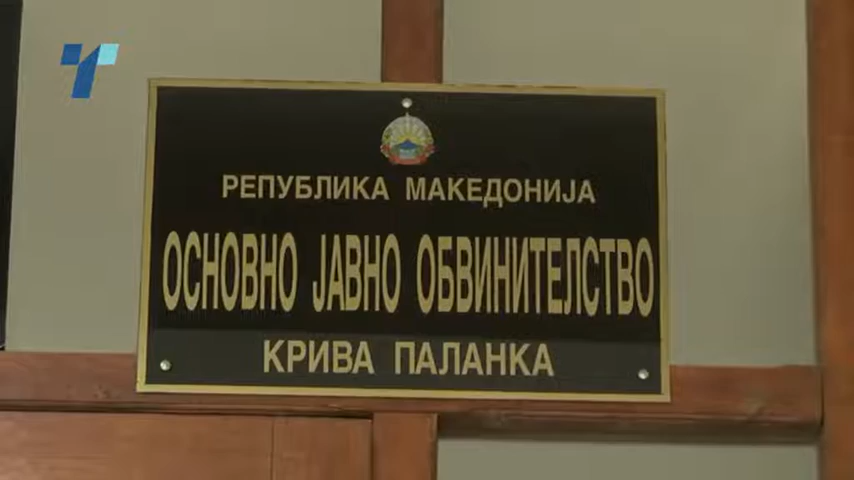 РЕПУБЛИКА МАКЕДОНИЈА
ОСНОВНО ЈАВНО ОБВИНИТЕЛСТВО
КРИВА ПАЛАНКА